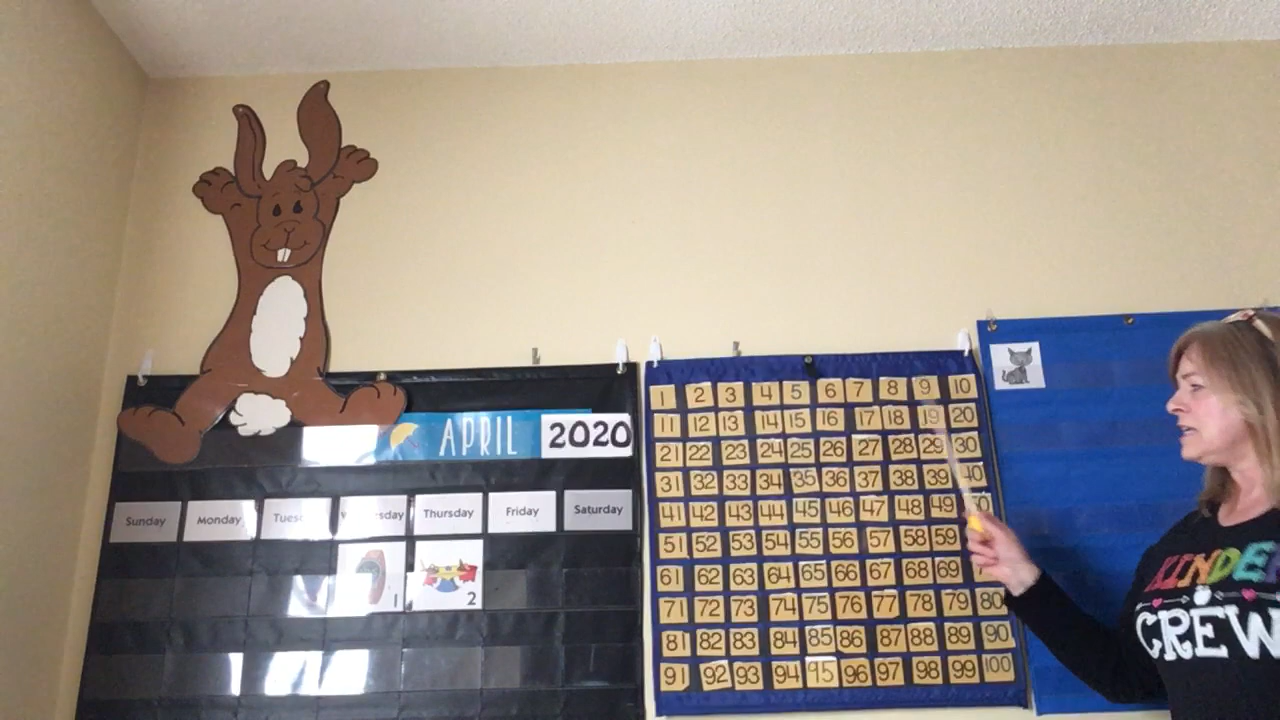 APRIL 2020
Sunday Monday Thursday Friday Saturday
1 2
1 2 3 4 5 6 7 8 9 10
11 12 13 14 15 16 17 18 19 20
21 22 23 24 25 26 27 28 29 30
31 32 33 34 35 36 37 38 39 40
41 42 43 44 45 46 47 48 49
51 52 53 54 55 56 57 58 59
61 62 63 64 65 66 67 68 69
71 72 73 74 75 76 77 78 79 80
81 82 83 84 85 86 87 88 89 90
91 92 93 94 95 96 97 98 99 100
KINDER
CREW